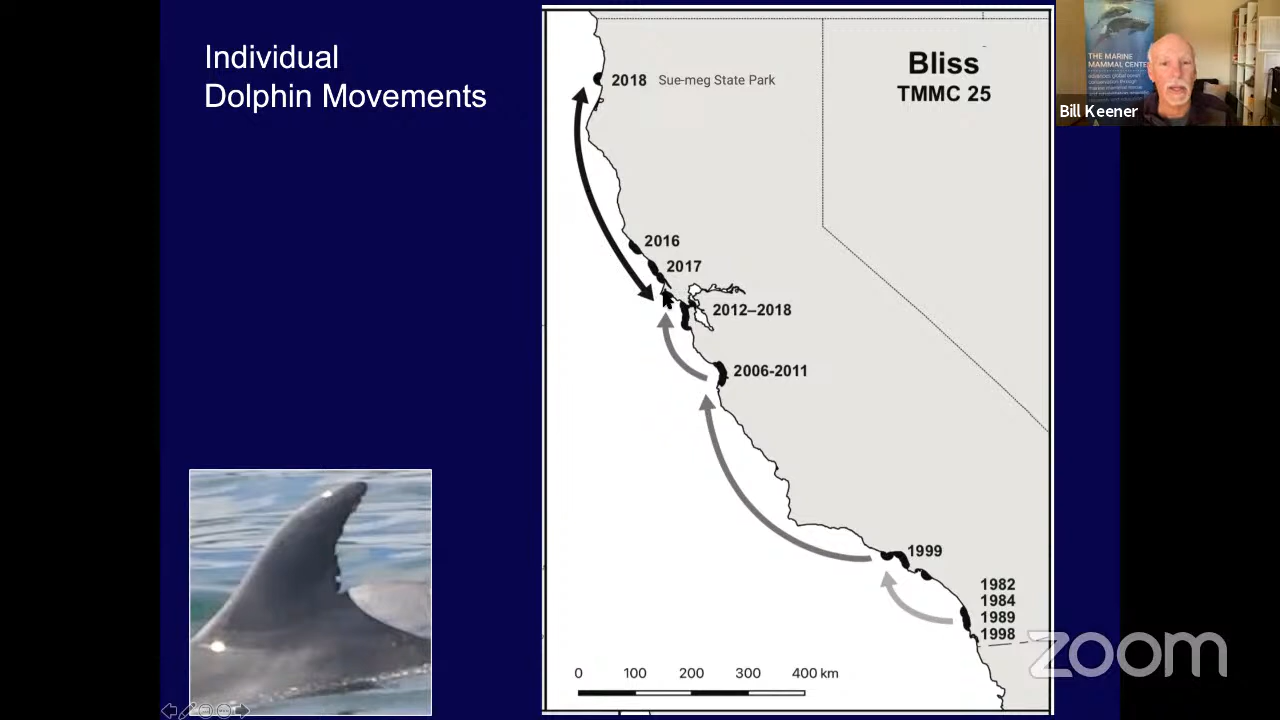 Individual
Dolphin Movements
Bliss
TMMC 25
2018 Sue-meg State Park
2016
2017
2012–2018
2006-2011
1999
1982
1984
1989
1998
0 100 200 300 400 km
THE MARINE
MAMMAL CENTE
Bill Keener
zoom